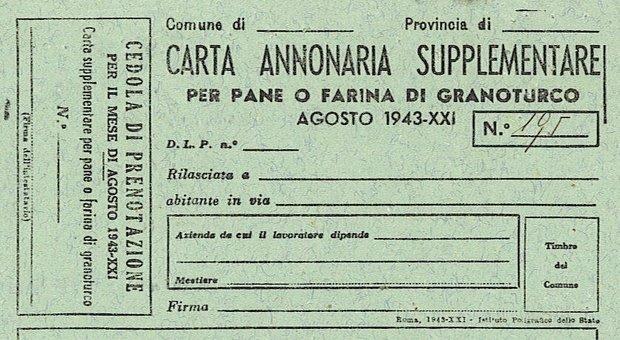 CEDOLA DI PRENOTAZIONE
PER IL MESE DI AGOSTO 1943-XXI
Carta supplementare per pane o farina di granoturco
N.º
(Firma dell'intestatario)
Comune di Provincia di
CARTA ANNONARIA SUPPLEMENTARE
PER PANE O FARINA DI GRANOTURCO
AGOSTO 1943-XXI
N.º 195
D. L. P. n.º
Rilasciata a
abitante in via
Azienda da cui il lavoratore dipende
Mestiere
Timbro
del
Comune
Firma
Roma, 1943-XXI - Istituto Poligrafico dello Stato